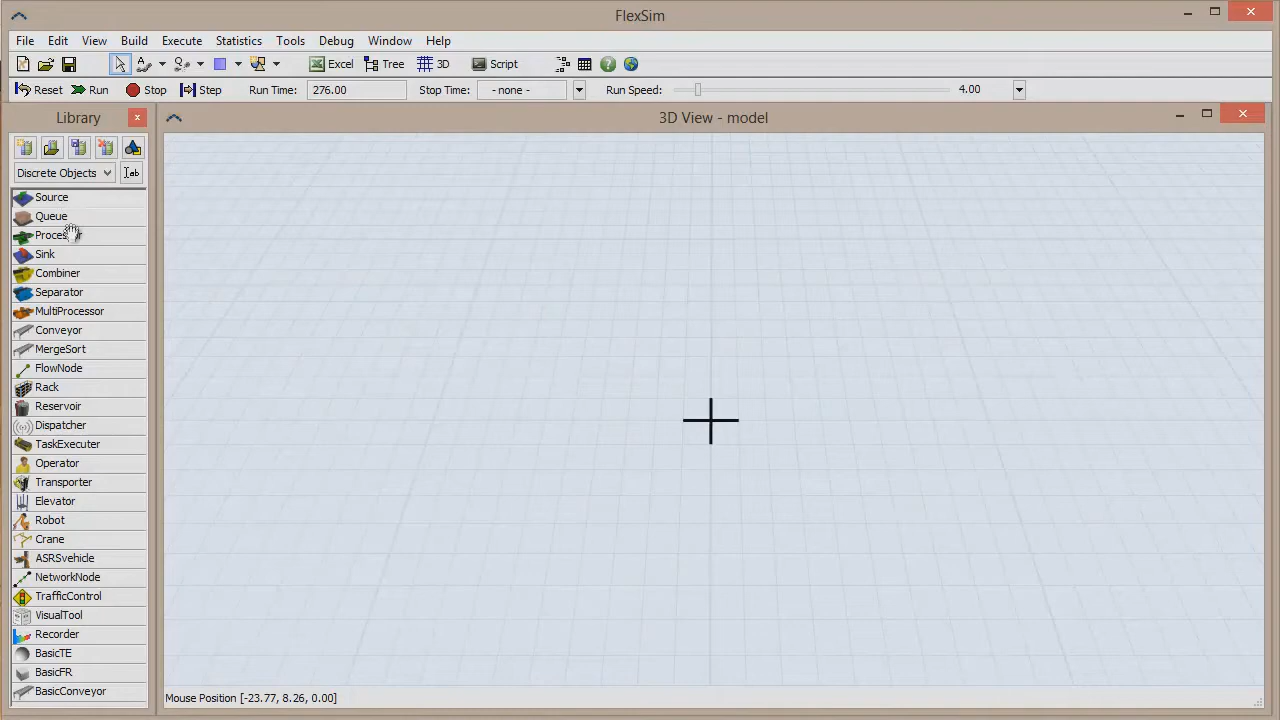 FlexSim
File Edit View Build Execute Statistics Tools Debug Window Help
Excel Tree 3D Script
Reset Run Stop Step Run Time: 276.00 Stop Time: - none - Run Speed: 4.00
Library
3D View - model
Discrete Objects
Source
Queue
Sink
Combiner
Separator
MultiProcessor
Conveyor
MergeSort
FlowNode
Rack
Reservoir
Dispatcher
TaskExecuter
Operator
Transporter
Elevator
Robot
Crane
ASRSvehicle
NetworkNode
TrafficControl
VisualTool
Recorder
BasicTE
BasicFR
BasicConveyor
Mouse Position [-23.77, 8.26, 0.00]